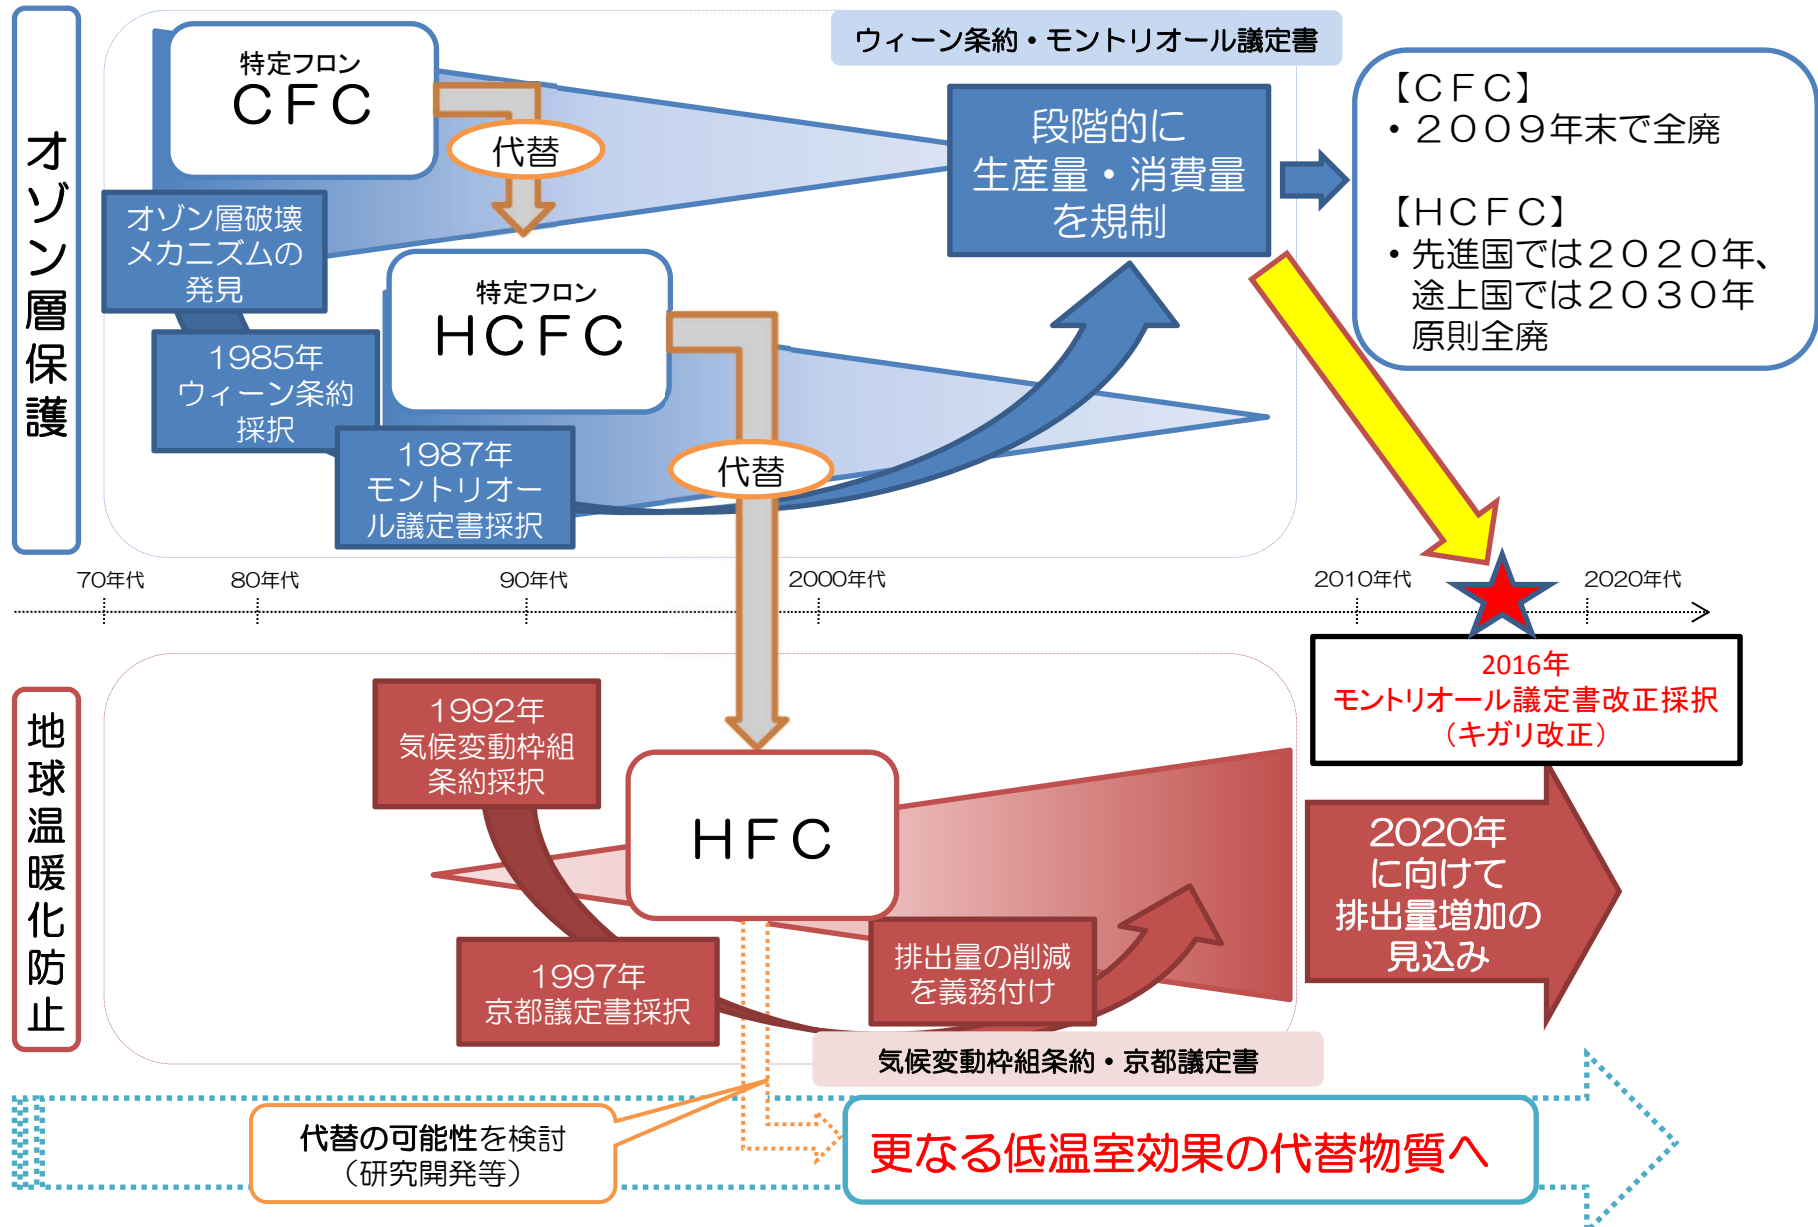 オゾン層保護
ウィーン条約・モントリオール議定書
特定フロン
ＣＦＣ
代替
オゾン層破壊
メカニズムの
発見
1985年
ウィーン条約
採択
1987年
モントリオー
ル議定書採択
特定フロン
ＨＣＦＣ
代替
段階的に
生産量・消費量
を規制
【ＣＦＣ】
・２００９年末で全廃
【ＨＣＦＣ】
・先進国では２０２０年、
途上国では２０３０年
原則全廃
70年代
80年代
90年代
2000年代
2010年代
2020年代
2016年
モントリオール議定書改正採択
（キガリ改正）
地球温暖化防止
1992年
気候変動枠組
条約採択
ＨＦＣ
1997年
京都議定書採択
排出量の削減
を義務付け
2020年
に向けて
排出量増加の
見込み
気候変動枠組条約・京都議定書
代替の可能性を検討
（研究開発等）
更なる低温室効果の代替物質へ